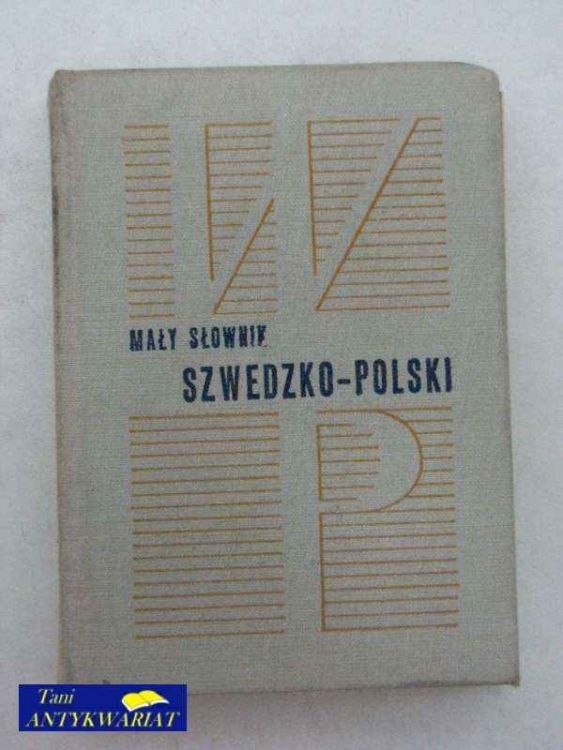 MAŁY SŁOWNIK
SZWEDZKO-POLSKI
Tani
ANTYKWARIAT